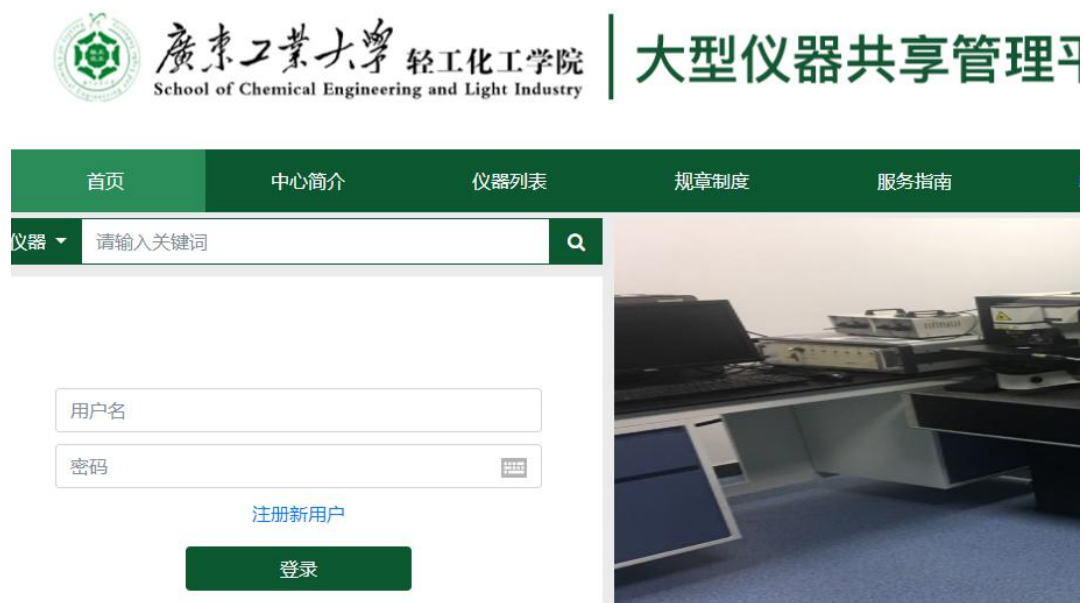 廣東工業大學 轻工化工学院
School of Chemical Engineering and Light Industry
大型仪器共享管理平
首页 中心简介 仪器列表 规章制度 服务指南
仪器 请输入关键词
用户名
密码
注册新用户
登录